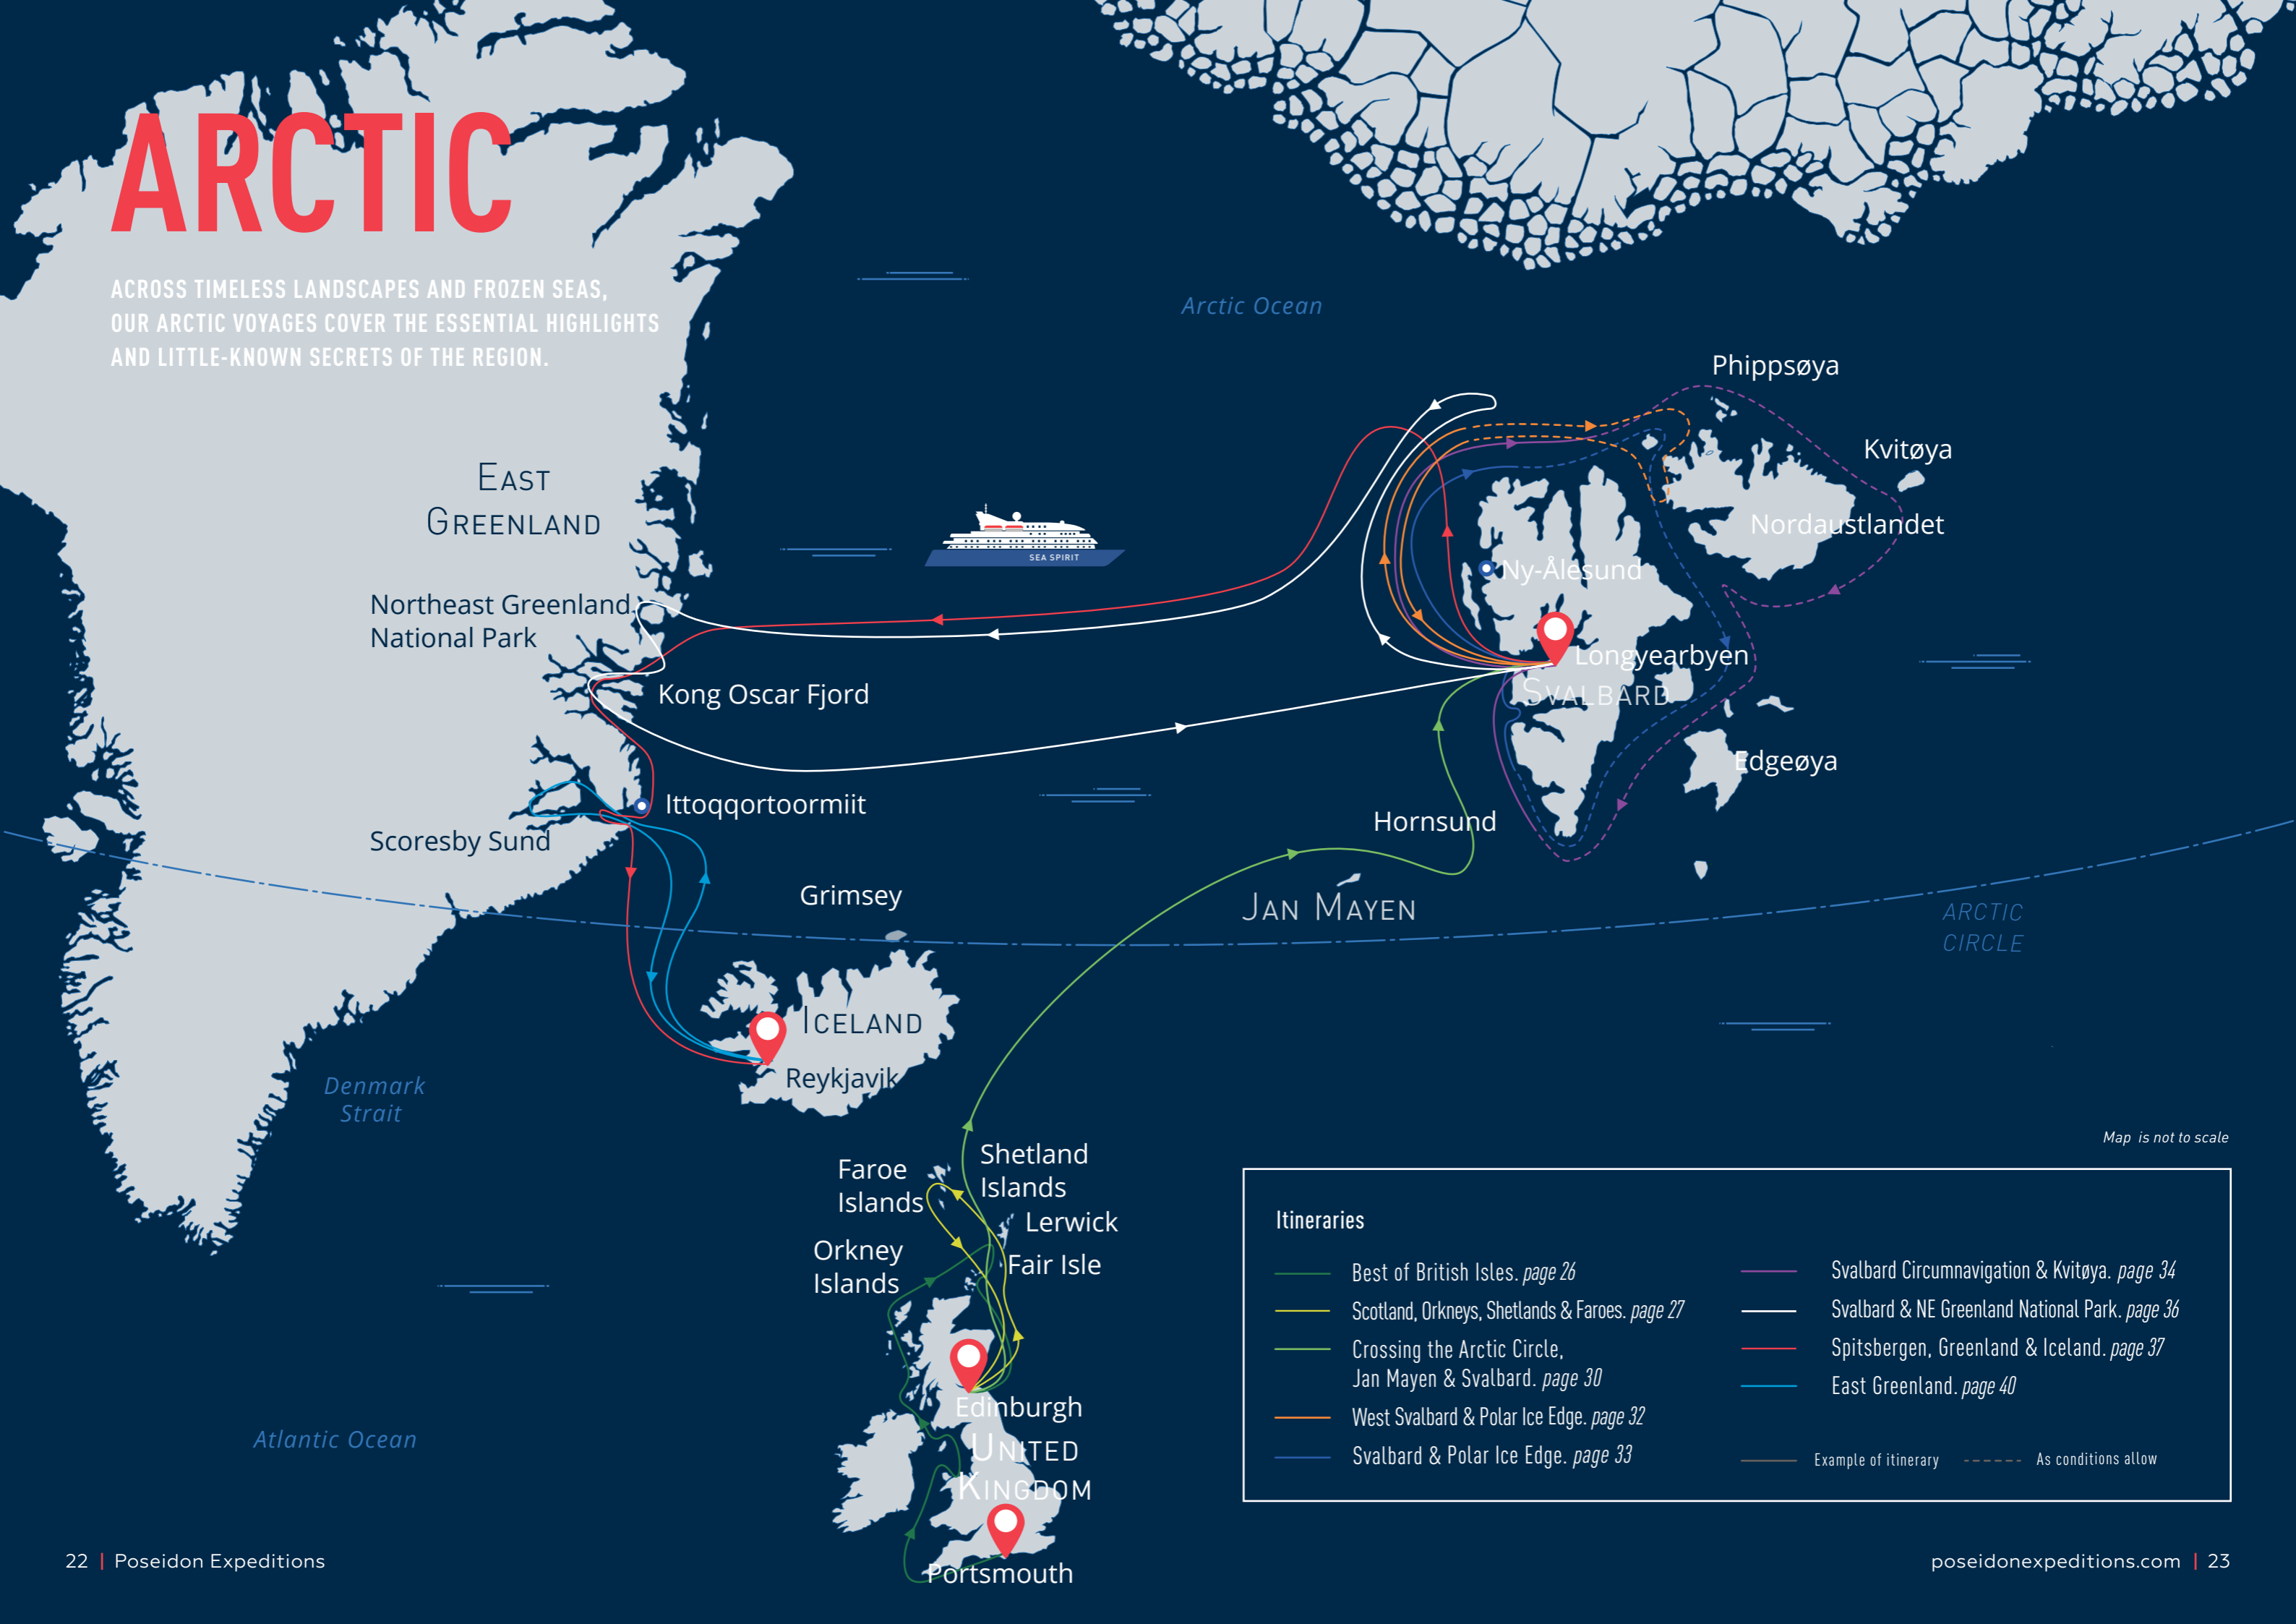 ARCTIC
ACROSS TIMELESS LANDSCAPES AND FROZEN SEAS,
OUR ARCTIC VOYAGES COVER THE ESSENTIAL HIGHLIGHTS
AND LITTLE-KNOWN SECRETS OF THE REGION.
Arctic Ocean
Phippsøya
Kvitøya
EAST
GREENLAND
Nordaustlandet
SEA SPIRIT
Ny-Ålesund
Northeast Greenland
National Park
Longyearbyen
SVALBARD
Kong Oscar Fjord
Edgeøya
Ittoqqortoormiit
Hornsund
Scoresby Sund
Grimsey
JAN MAYEN
ARCTIC
CIRCLE
ICELAND
Reykjavik
Denmark
Strait
Map is not to scale
Shetland
Islands
Faroe
Islands
Lerwick
Orkney
Islands
Fair Isle
Edinburgh
UNITED
KINGDOM
Atlantic Ocean
Portsmouth
Itineraries
Best of British Isles. page 26
Scotland, Orkneys, Shetlands & Faroes. page 27
Crossing the Arctic Circle,
Jan Mayen & Svalbard. page 30
West Svalbard & Polar Ice Edge. page 32
Svalbard & Polar Ice Edge. page 33
Svalbard Circumnavigation & Kvitøya. page 34
Svalbard & NE Greenland National Park. page 36
Spitsbergen, Greenland & Iceland. page 37
East Greenland. page 40
Example of itinerary
As conditions allow
22 | Poseidon Expeditions
poseidonexpeditions.com | 23